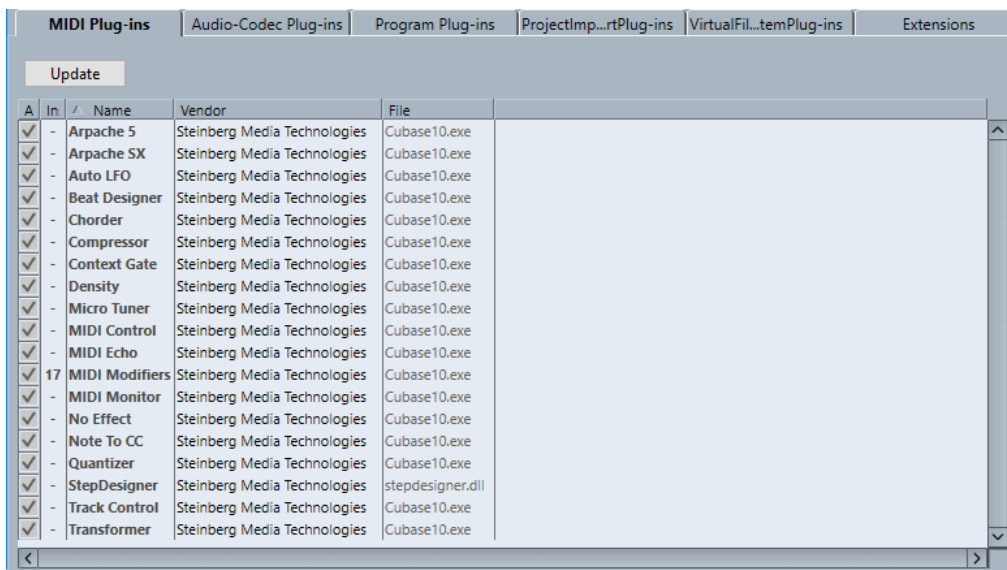 MIDI Plug-ins Audio-Codec Plug-ins Program Plug-ins ProjectImp...rtPlug-ins VirtualFil...temPlug-ins Extensions
Update
A In Name Vendor File
- Arpache 5 Steinberg Media Technologies Cubase10.exe
- Arpache SX Steinberg Media Technologies Cubase10.exe
- Auto LFO Steinberg Media Technologies Cubase10.exe
- Beat Designer Steinberg Media Technologies Cubase10.exe
- Chorder Steinberg Media Technologies Cubase10.exe
- Compressor Steinberg Media Technologies Cubase10.exe
- Context Gate Steinberg Media Technologies Cubase10.exe
- Density Steinberg Media Technologies Cubase10.exe
- Micro Tuner Steinberg Media Technologies Cubase10.exe
- MIDI Control Steinberg Media Technologies Cubase10.exe
- MIDI Echo Steinberg Media Technologies Cubase10.exe
17 MIDI Modifiers Steinberg Media Technologies Cubase10.exe
- MIDI Monitor Steinberg Media Technologies Cubase10.exe
- No Effect Steinberg Media Technologies Cubase10.exe
- Note To CC Steinberg Media Technologies Cubase10.exe
- Quantizer Steinberg Media Technologies Cubase10.exe
- StepDesigner Steinberg Media Technologies stepdesigner.dll
- Track Control Steinberg Media Technologies Cubase10.exe
- Transformer Steinberg Media Technologies Cubase10.exe